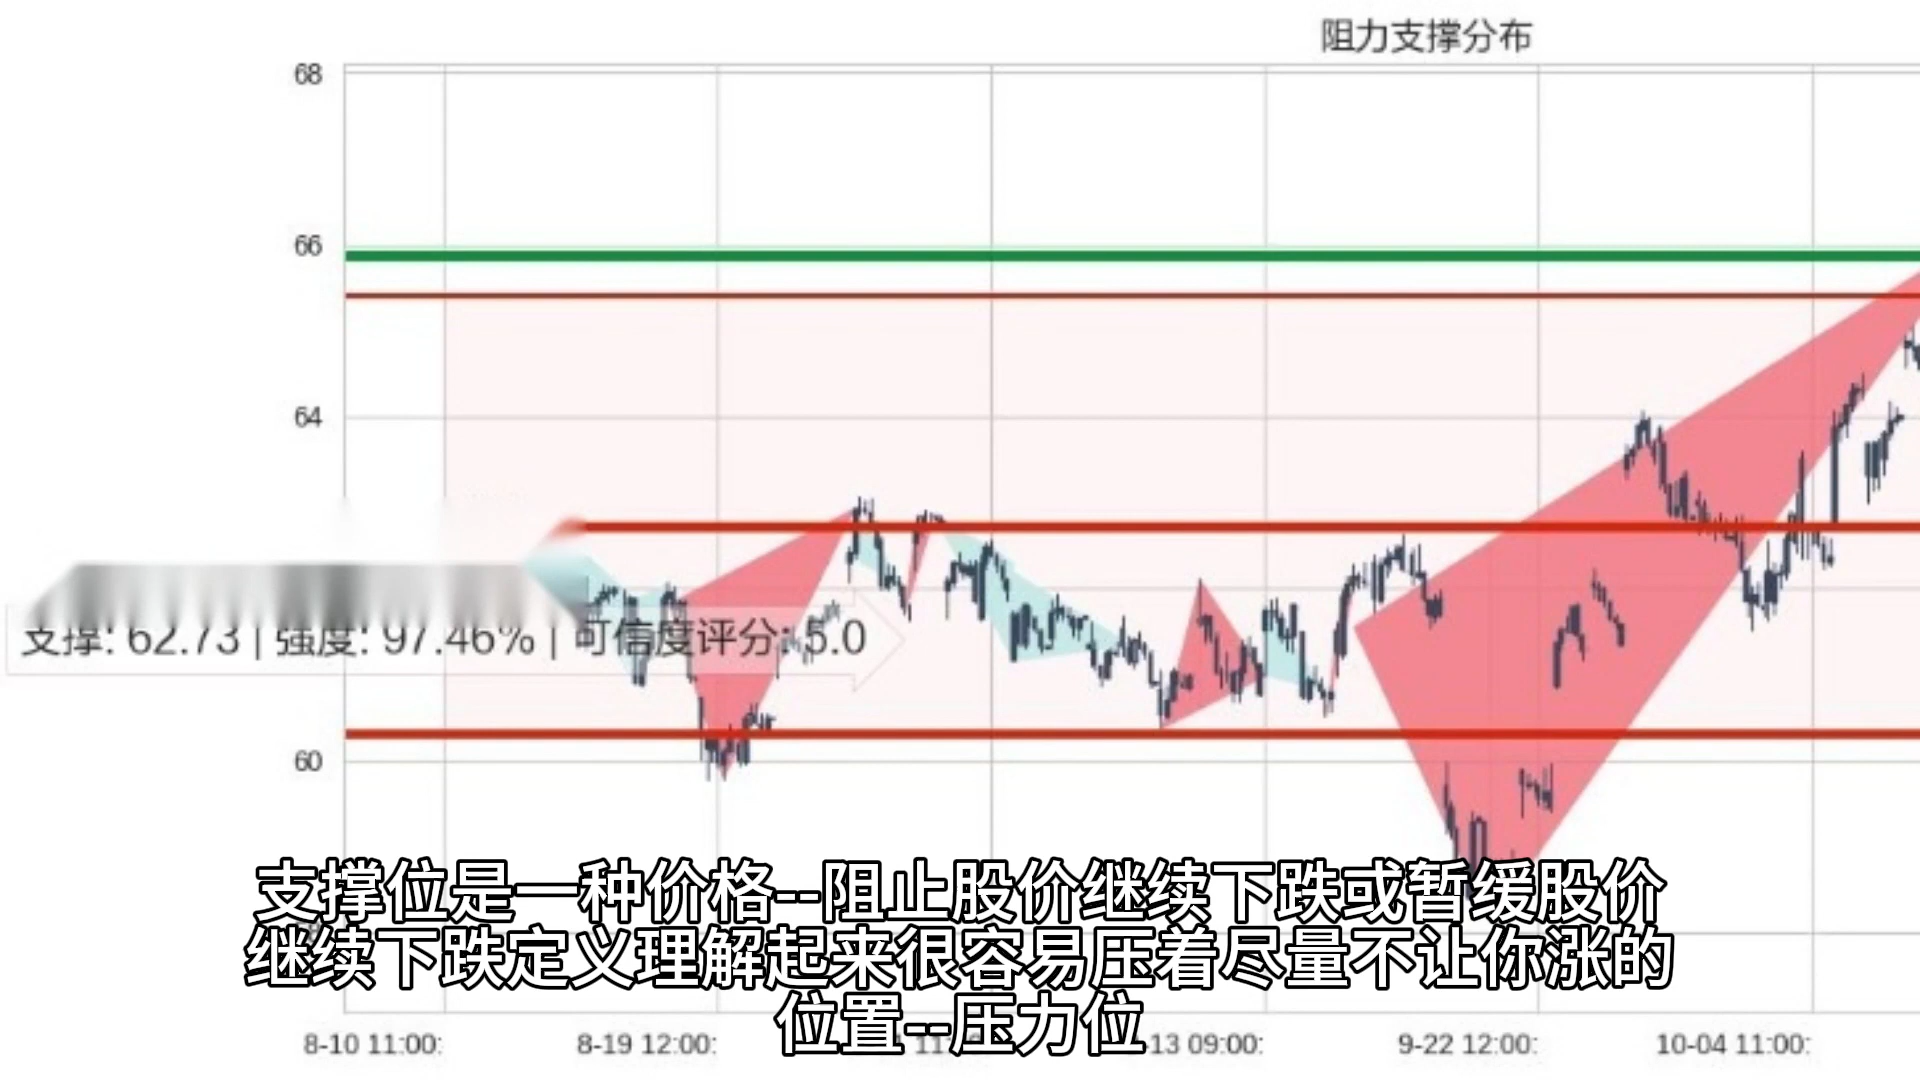 阻力支撑分布
68
66
64
支撑: 62.73 | 强度: 97.46% | 可信度评分: 5.0
60
支撑位是一种价格--阻止股价继续下跌或暂缓股价
继续下跌定义理解起来很容易压着尽量不让你涨的
位置--压力位
8-10 11:00:
8-19 12:00:
13 09:00:
9-22 12:00:
10-04 11:00: